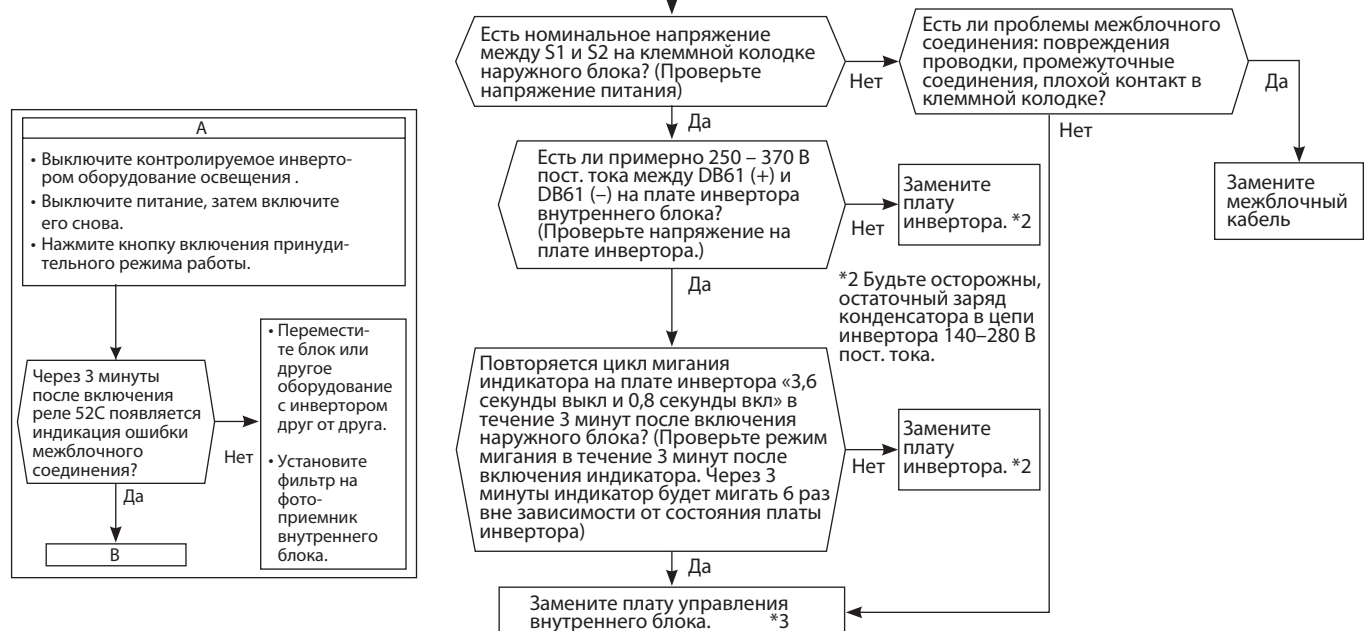 Есть номинальное напряжение
между S1 и S2 на клеммной колодке
наружного блока? (Проверьте
напряжение питания)
Нет
Есть ли проблемы межблочного
соединения: повреждения
проводки, промежуточные
соединения, плохой контакт в
клеммной колодке?
Да
Нет
Замените
межблочный
кабель
Да
Есть ли примерно 250 – 370 В
пост. тока между DB61 (+) и
DB61 (–) на плате инвертора
внутреннего блока?
(Проверьте напряжение на
плате инвертора.)
Нет
Замените
плату
инвертора. *2
*2 Будьте осторожны,
остаточный заряд
конденсатора в цепи
инвертора 140–280 В
пост. тока.
Да
Повторяется цикл мигания
индикатора на плате инвертора «3,6
секунды выкл и 0,8 секунды вкл» в
течение 3 минут после включения
наружного блока? (Проверьте режим
мигания в течение 3 минут после
включения индикатора. Через 3
минуты индикатор будет мигать 6 раз
вне зависимости от состояния платы
инвертора)
Нет
Замените
плату
инвертора. *2
Да
Замените плату управления
внутреннего блока. *3
A
• Выключите контролируемое инверто-
ром оборудование освещения .
• Выключите питание, затем включите
его снова.
• Нажмите кнопку включения принуди-
тельного режима работы.
Через 3 минуты
после включения
реле 52C появляется
индикация ошибки
межблочного
соединения?
Нет
• Перемести-
те блок или
другое
оборудование
с инвертором
друг от друга.
• Установите
фильтр на
фото-
приемник
внутреннего
блока.
Да
B